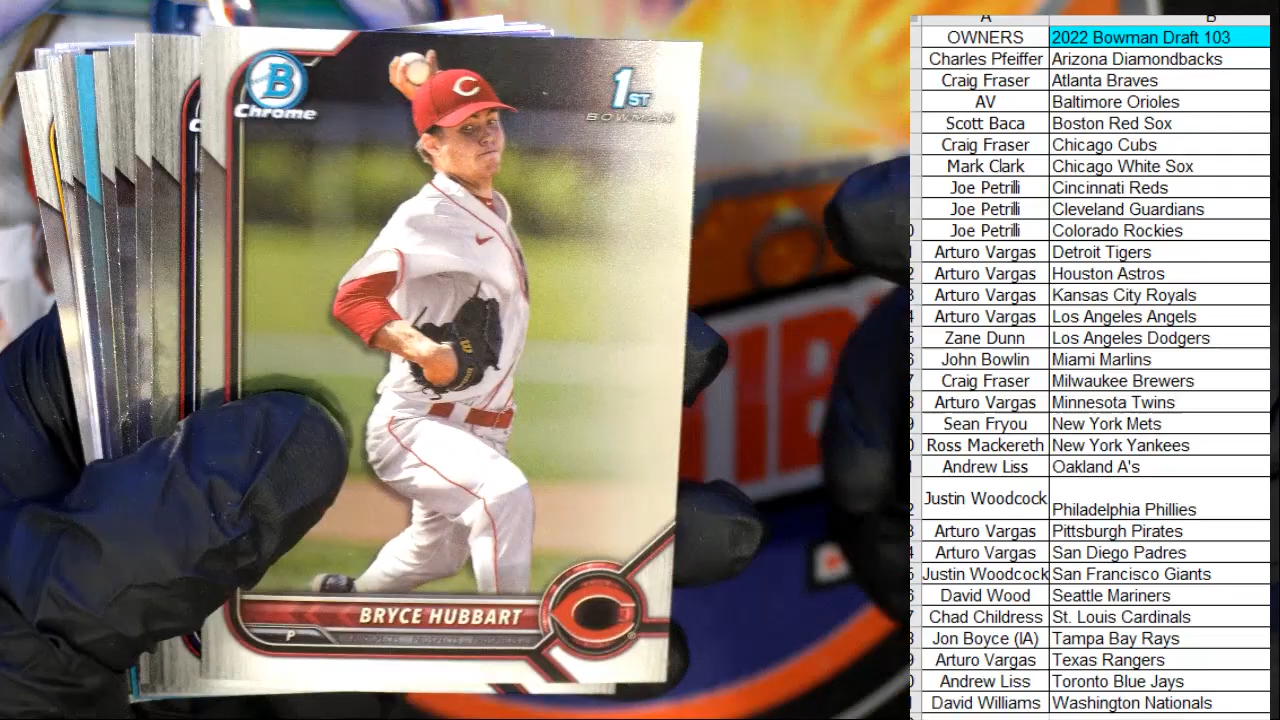 B
Chrome
1ST
BOWMAN
BRYCE HUBBART
P
C
A B
OWNERS 2022 Bowman Draft 103
Charles Pfeiffer Arizona Diamondbacks
Craig Fraser Atlanta Braves
AV Baltimore Orioles
Scott Baca Boston Red Sox
Craig Fraser Chicago Cubs
Mark Clark Chicago White Sox
Joe Petrilli Cincinnati Reds
Joe Petrilli Cleveland Guardians
Joe Petrilli Colorado Rockies
Arturo Vargas Detroit Tigers
Arturo Vargas Houston Astros
Arturo Vargas Kansas City Royals
Arturo Vargas Los Angeles Angels
Zane Dunn Los Angeles Dodgers
John Bowlin Miami Marlins
Craig Fraser Milwaukee Brewers
Arturo Vargas Minnesota Twins
Sean Fryou New York Mets
Ross Mackereth New York Yankees
Andrew Liss Oakland A's
Justin Woodcock Philadelphia Phillies
Arturo Vargas Pittsburgh Pirates
Arturo Vargas San Diego Padres
Justin Woodcock San Francisco Giants
David Wood Seattle Mariners
Chad Childress St. Louis Cardinals
Jon Boyce (IA) Tampa Bay Rays
Arturo Vargas Texas Rangers
Andrew Liss Toronto Blue Jays
David Williams Washington Nationals